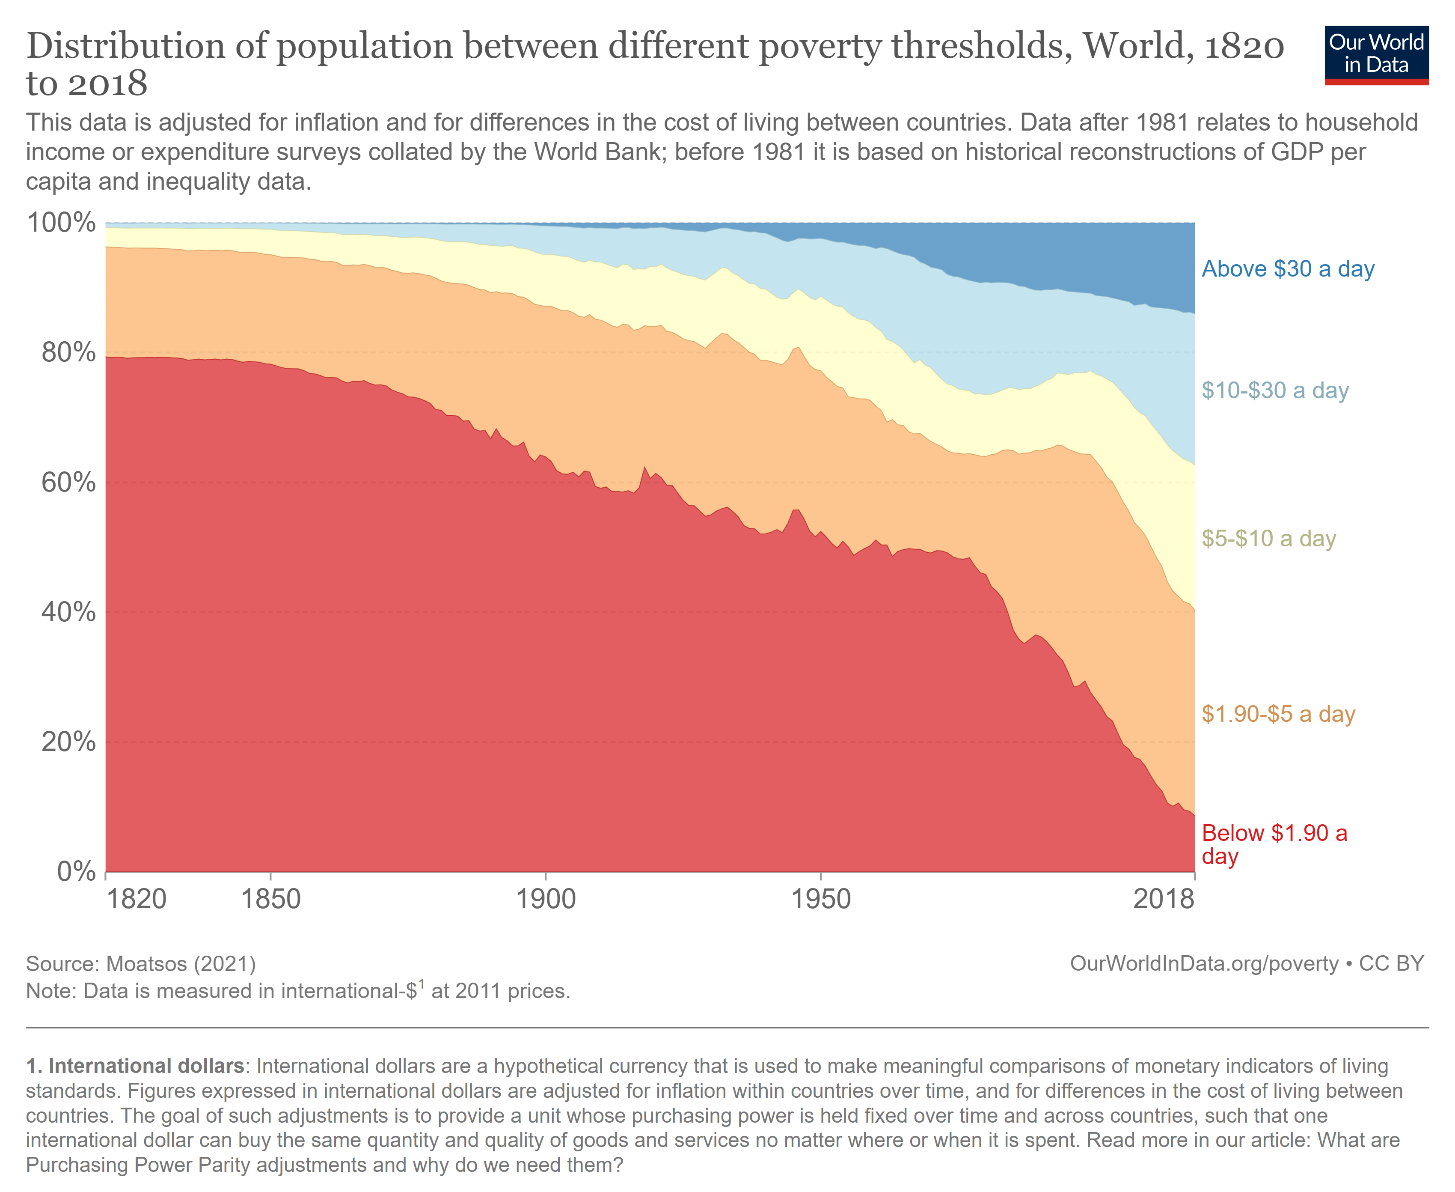 Distribution of population between different poverty thresholds, World, 1820
to 2018
Our World
in Data
This data is adjusted for inflation and for differences in the cost of living between countries. Data after 1981 relates to household
income or expenditure surveys collated by the World Bank; before 1981 it is based on historical reconstructions of GDP per
capita and inequality data.
100%
80%
60%
40%
20%
0%
Above $30 a day
$10-$30 a day
$5-$10 a day
$1.90-$5 a day
Below $1.90 a
day
1820
1850
1900
1950
2018
Source: Moatsos (2021)
OurWorldInData.org/poverty • CC BY
Note: Data is measured in international-$¹ at 2011 prices.
1. International dollars: International dollars are a hypothetical currency that is used to make meaningful comparisons of monetary indicators of living
standards. Figures expressed in international dollars are adjusted for inflation within countries over time, and for differences in the cost of living between
countries. The goal of such adjustments is to provide a unit whose purchasing power is held fixed over time and across countries, such that one
international dollar can buy the same quantity and quality of goods and services no matter where or when it is spent. Read more in our article: What are
Purchasing Power Parity adjustments and why do we need them?